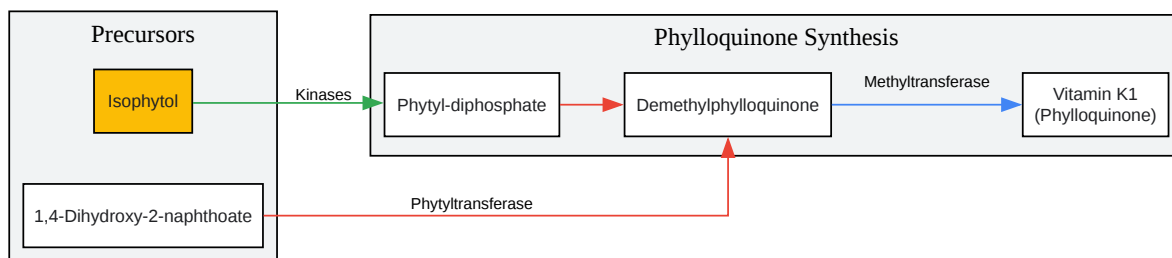 Precursors
Phylloquinone Synthesis
Isophytol
Kinases
Phytyl-diphosphate
Demethylphylloquinone
Methyltransferase
Vitamin K1
(Phylloquinone)
1,4-Dihydroxy-2-naphthoate
Phytyltransferase